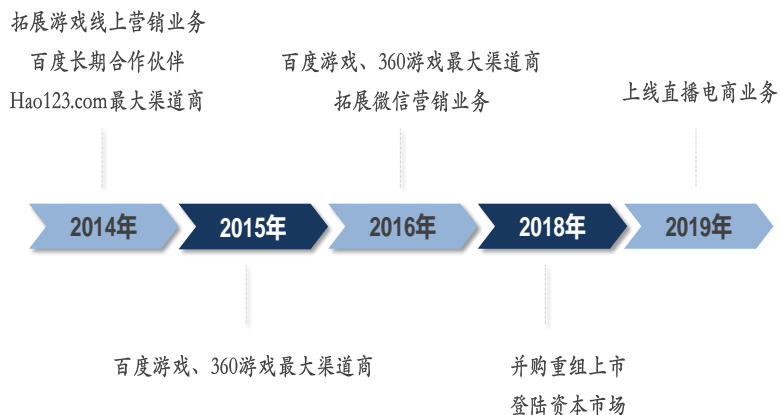 拓展游戏线上营销业务
百度长期合作伙伴
Hao123.com最大渠道商
百度游戏、360游戏最大渠道商
拓展微信营销业务
上线直播电商业务
2014年
2015年
2016年
2018年
2019年
百度游戏、360游戏最大渠道商
并购重组上市
登陆资本市场